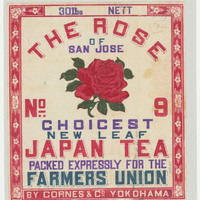 30lbs NETT
THE ROSE
OF
SAN JOSE
No. 9
CHOICEST
NEW LEAF
JAPAN TEA
PACKED EXPRESSLY FOR THE
FARMERS UNION
BY CORNES & Co YOKOHAMA